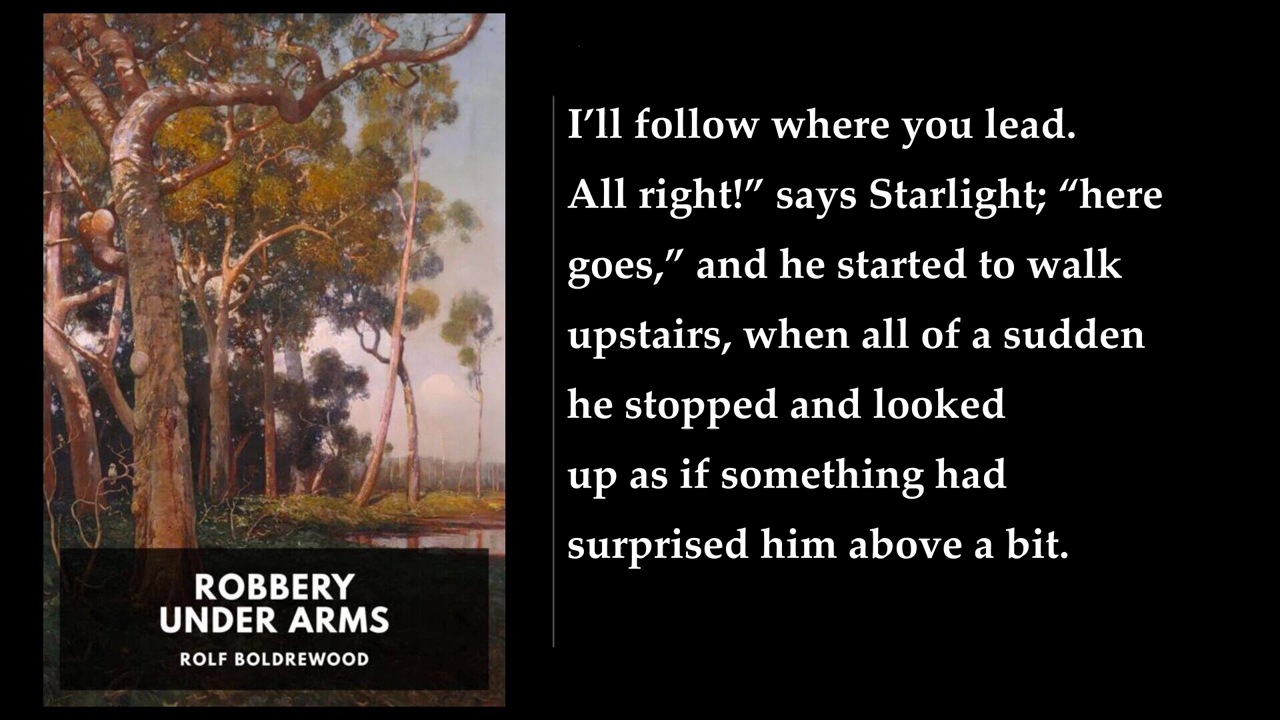 ROBBERY
UNDER ARMS
ROLF BOLDREWOOD
I’ll follow where you lead.
All right!” says Starlight; “here
goes,” and he started to walk
upstairs, when all of a sudden
he stopped and looked
up as if something had
surprised him above a bit.